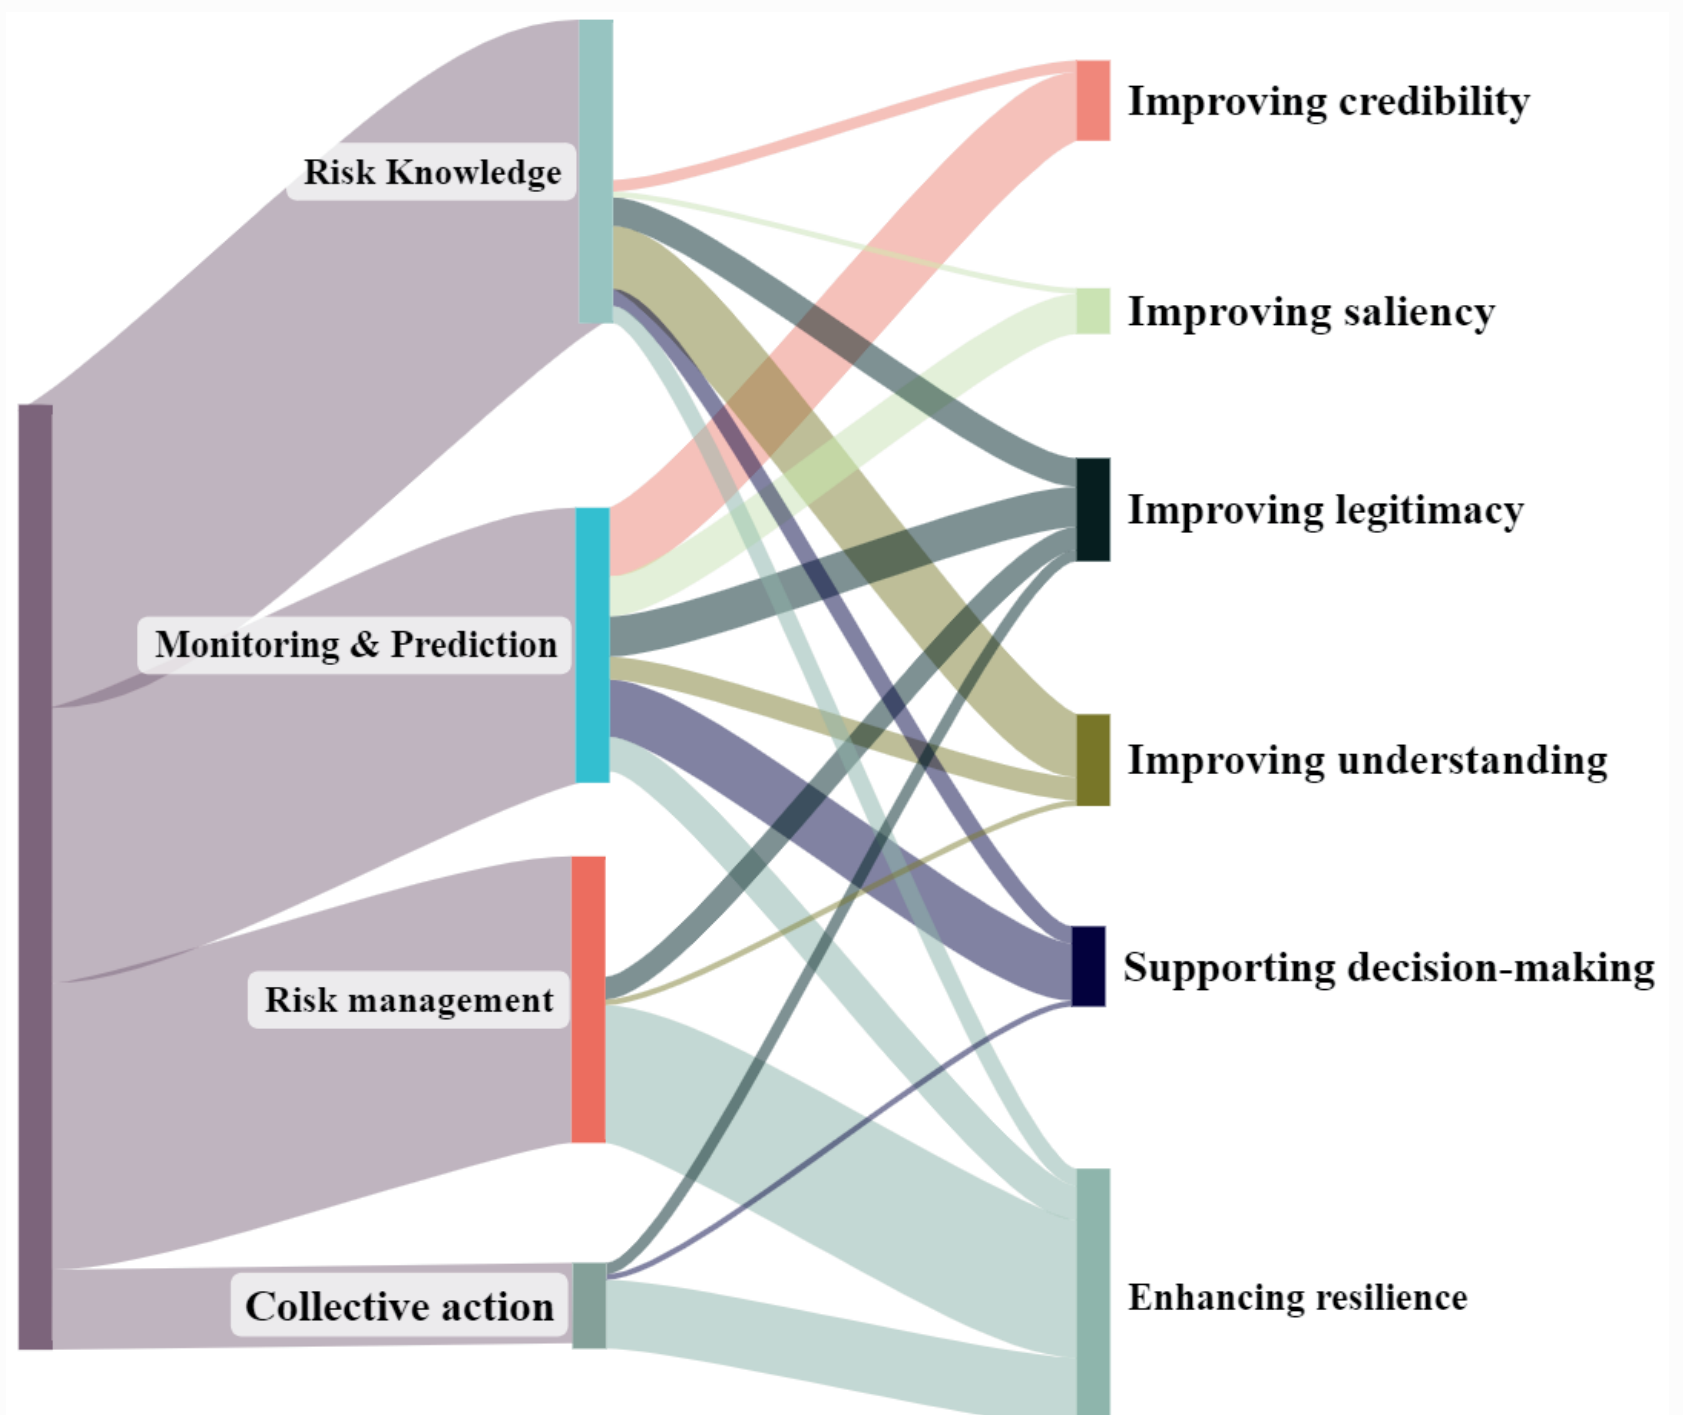 Risk Knowledge
Monitoring & Prediction
Risk management
Collective action
Improving credibility
Improving saliency
Improving legitimacy
Improving understanding
Supporting decision-making
Enhancing resilience